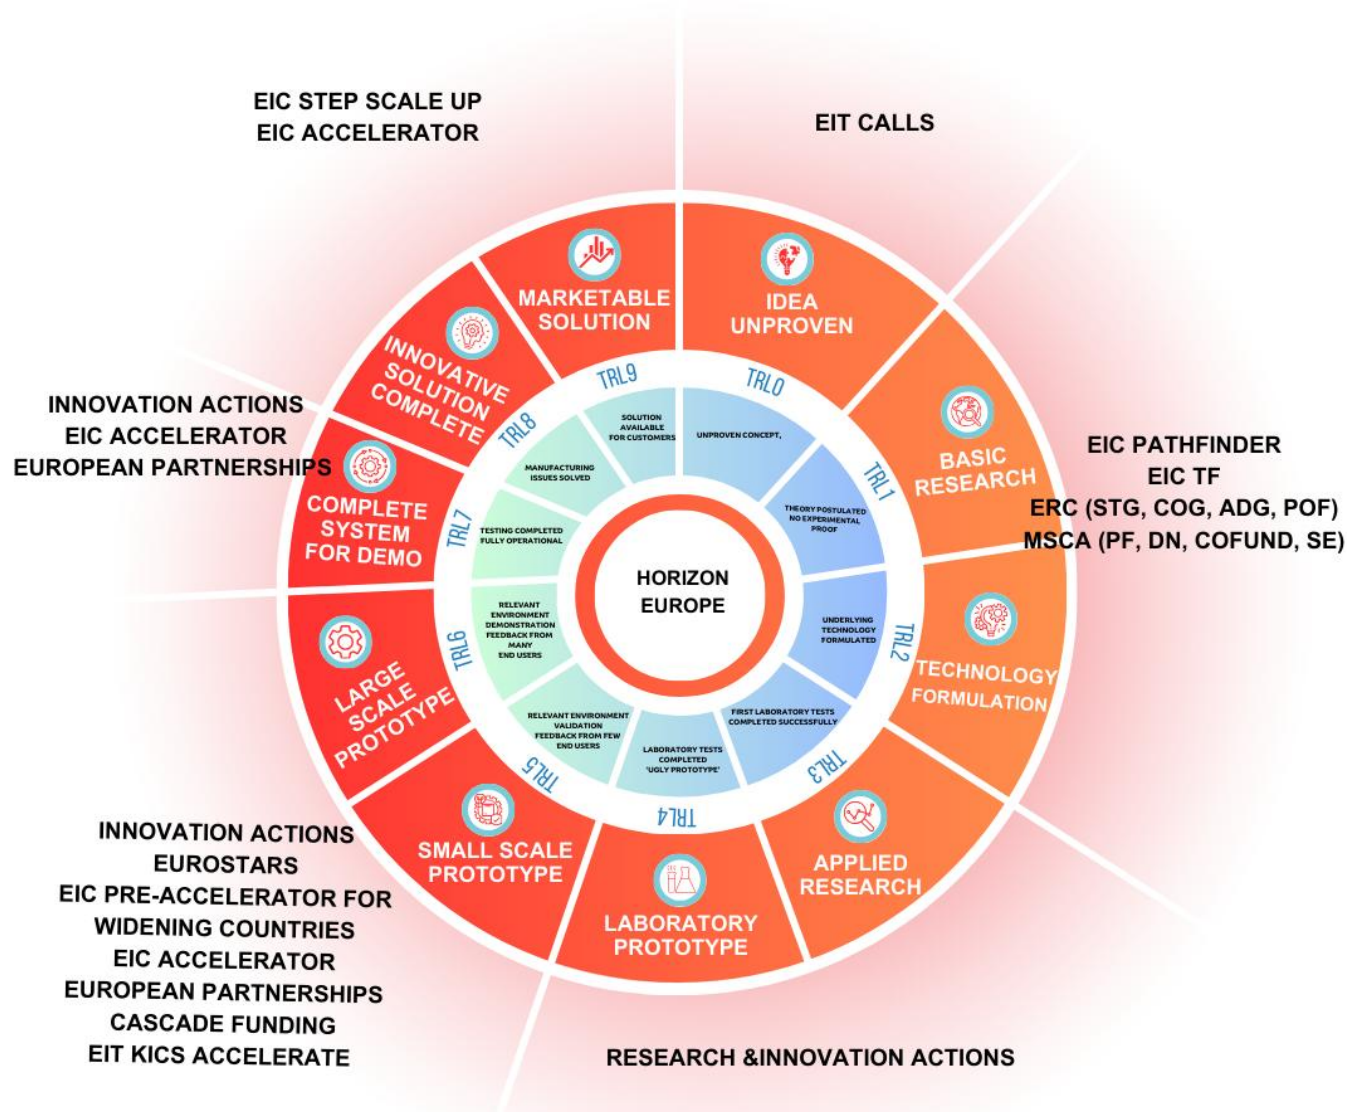 EIC STEP SCALE UP
EIC ACCELERATOR
EIT CALLS
INNOVATION ACTIONS
EIC ACCELERATOR
EUROPEAN PARTNERSHIPS
EIC PATHFINDER
EIC TF
ERC (STG, COG, ADG, POF)
MSCA (PF, DN, COFUND, SE)
INNOVATION ACTIONS
EUROSTARS
EIC PRE-ACCELERATOR FOR
WIDENING COUNTRIES
EIC ACCELERATOR
EUROPEAN PARTNERSHIPS
CASCADE FUNDING
EIT KICS ACCELERATE
RESEARCH &INNOVATION ACTIONS
IDEA
UNPROVEN
BASIC
RESEARCH
TECHNOLOGY
FORMULATION
APPLIED
RESEARCH
LABORATORY
PROTOTYPE
SMALL SCALE
PROTOTYPE
LARGE
SCALE
PROTOTYPE
COMPLETE
SYSTEM
FOR DEMO
INNOVATIVE
SOLUTION
COMPLETE
MARKETABLE
SOLUTION
TRL0
TRL1
TRL2
TRL3
TRL4
TRL5
TRL6
TRL7
TRL8
TRL9
UNPROVEN CONCEPT,
THEORY POSTULATED
NO EXPERIMENTAL
PROOF
UNDERLYING
TECHNOLOGY
FORMULATED
FIRST LABORATORY TESTS
COMPLETED SUCCESSFULLY
LABORATORY TESTS
COMPLETED
'UGLY PROTOTYPE'
RELEVANT ENVIRONMENT
VALIDATION
FEEDBACK FROM FEW
END USERS
RELEVANT
ENVIRONMENT
DEMONSTRATION
FEEDBACK FROM
MANY
END USERS
TESTING COMPLETED
FULLY OPERATIONAL
MANUFACTURING
ISSUES SOLVED
SOLUTION
AVAILABLE
FOR CUSTOMERS
HORIZON
EUROPE